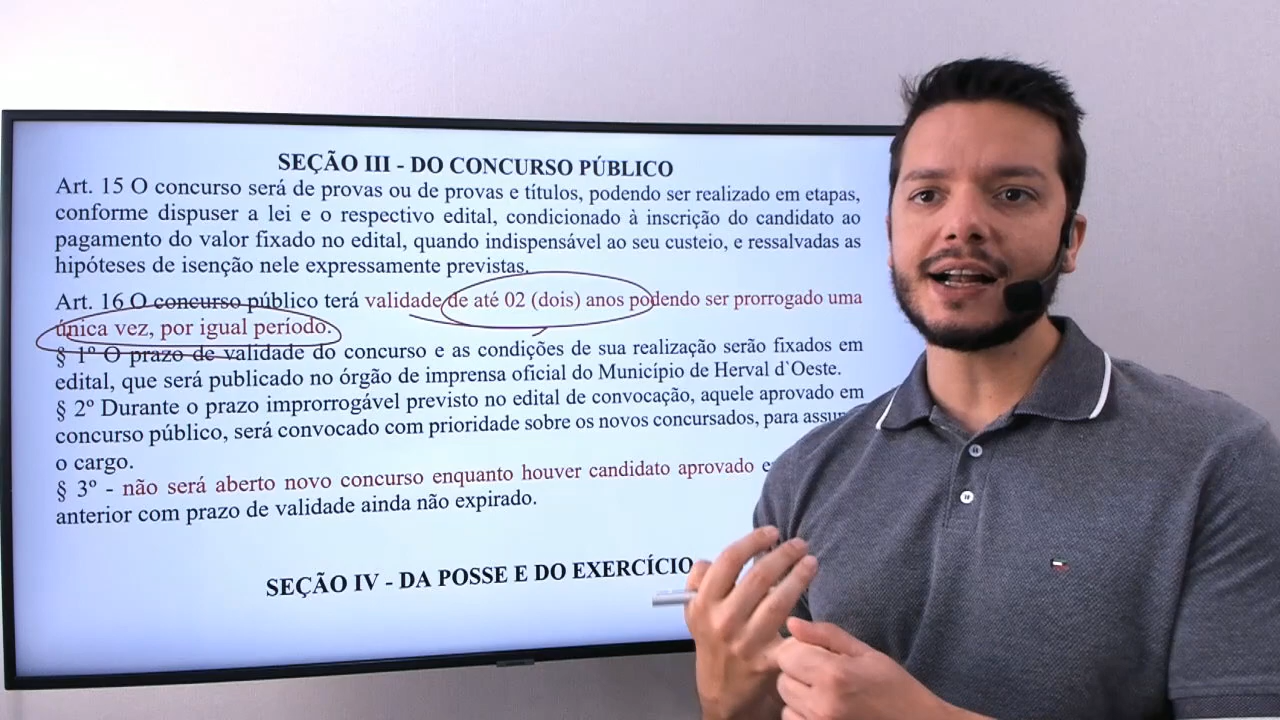 SEÇÃO III - DO CONCURSO PÚBLICO
Art. 15 O concurso será de provas ou de provas e títulos, podendo ser realizado em etapas,
conforme dispuser a lei e o respectivo edital, condicionado à inscrição do candidato ao
pagamento do valor fixado no edital, quando indispensável ao seu custeio, e ressalvadas as
hipóteses de isenção nele expressamente previstas.
Art. 16 O concurso público terá validade de até 02 (dois) anos podendo ser prorrogado uma
única vez, por igual período.
§ 1º O prazo de validade do concurso e as condições de sua realização serão fixados em
edital, que será publicado no órgão de imprensa oficial do Município de Herval d`Oeste.
§ 2º Durante o prazo improrrogável previsto no edital de convocação, aquele aprovado em
concurso público, será convocado com prioridade sobre os novos concursados, para
o cargo.
§ 3º - não será aberto novo concurso enquanto houver candidato aprovado
anterior com prazo de validade ainda não expirado.
SEÇÃO IV - DA POSSE E DO EXERCÍCIO